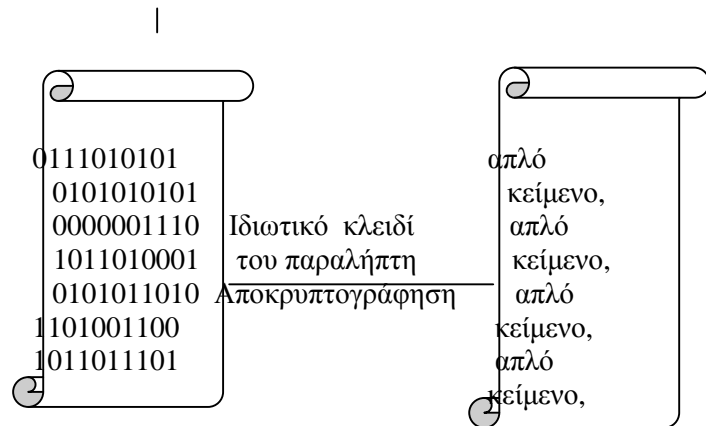 0111010101
0101010101
0000001110
1011010001
0101011010
1101001100
1011011101
Ιδιωτικό κλειδί
του παραλήπτη
Αποκρυπτογράφηση
απλό
κείμενο,
απλό
κείμενο,
απλό
κείμενο,
απλό
κείμενο,